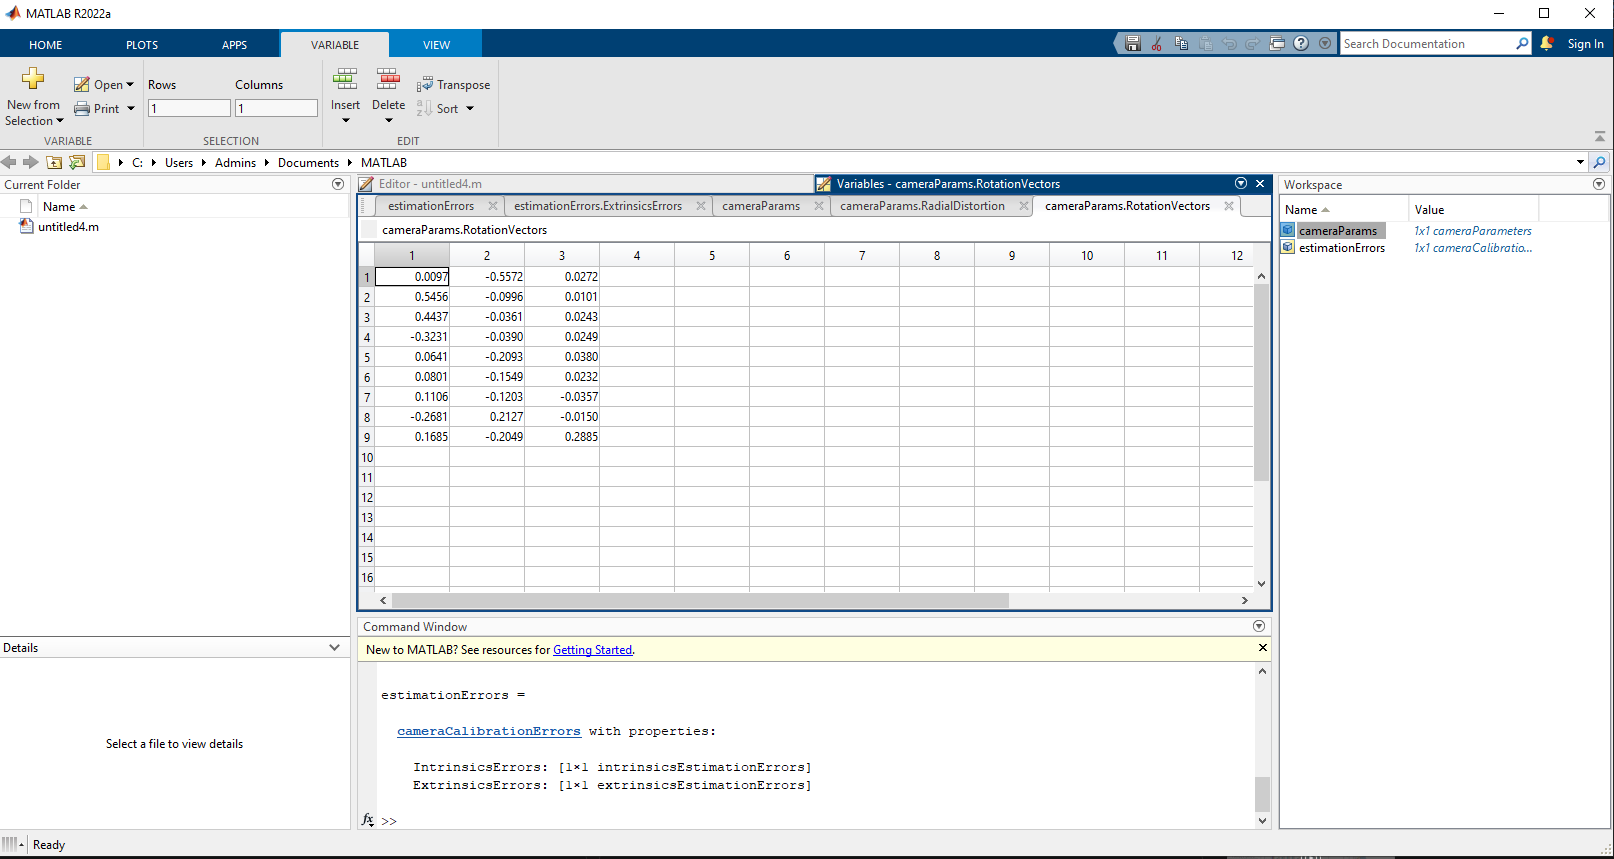 MATLAB R2022a
HOME PLOTS APPS VARIABLE VIEW
Search Documentation
Sign In
New from Selection
Open
Print
VARIABLE
Rows Columns
1 1
SELECTION
Insert
Delete
Transpose
Sort
EDIT
C: Users Admins Documents MATLAB
Current Folder
Name
untitled4.m
Details
Select a file to view details
Editor - untitled4.m
Variables - cameraParams.RotationVectors
estimationErrors estimationErrors.ExtrinsicsErrors cameraParams cameraParams.RadialDistortion cameraParams.RotationVectors
cameraParams.RotationVectors
1 2 3 4 5 6 7 8 9 10 11 12
1 0.0097 -0.5572 0.0272
2 0.5456 -0.0996 0.0101
3 0.4437 -0.0361 0.0243
4 -0.3231 -0.0390 0.0249
5 0.0641 -0.2093 0.0380
6 0.0801 -0.1549 0.0232
7 0.1106 -0.1203 -0.0357
8 -0.2681 0.2127 -0.0150
9 0.1685 -0.2049 0.2885
10
11
12
13
14
15
16
Command Window
New to MATLAB? See resources for Getting Started.
estimationErrors =
cameraCalibrationErrors with properties:
IntrinsicsErrors: [1×1 intrinsicsEstimationErrors]
ExtrinsicsErrors: [1×1 extrinsicsEstimationErrors]
fx >>
Workspace
Name Value
cameraParams 1x1 cameraParameters
estimationErrors 1x1 cameraCalibratio...
Ready